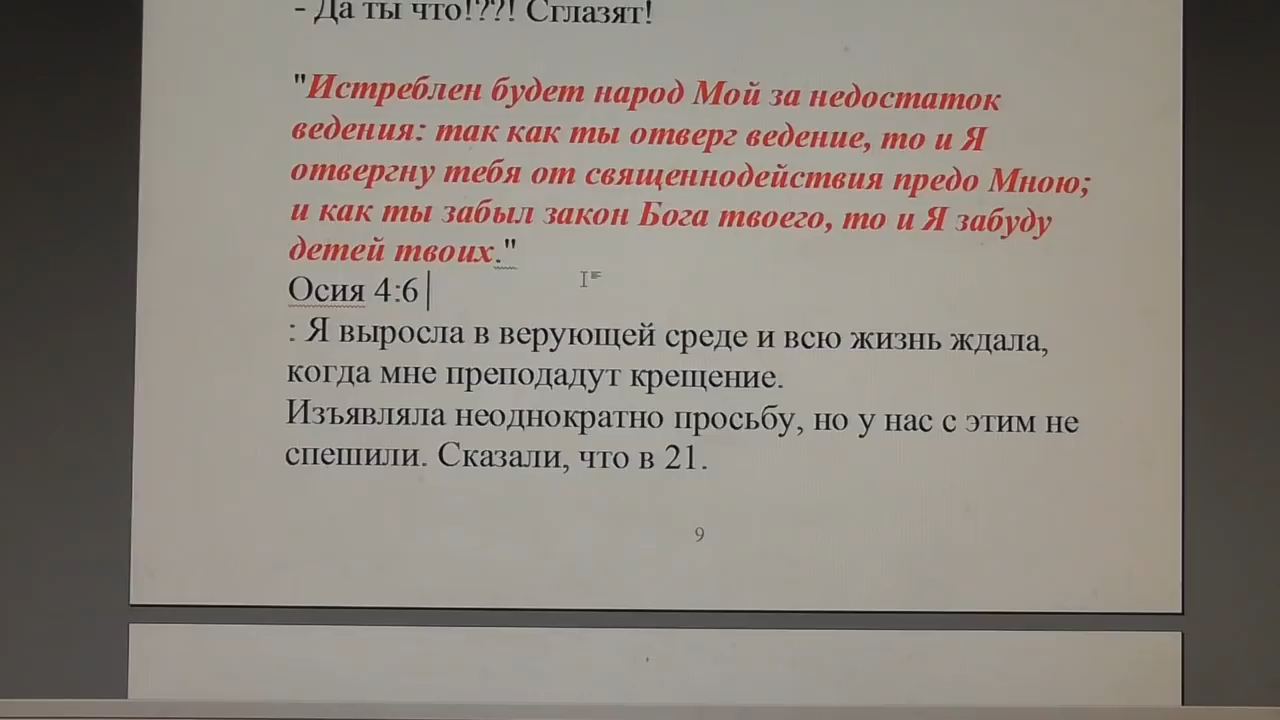 - Да ты что!??! Сглазят!
"Истреблен будет народ Мой за недостаток
ведения: так как ты отверг ведение, то и Я
отвергну тебя от священнодействия предо Мною;
и как ты забыл закон Бога твоего, то и Я забуду
детей твоих."
Осия 4:6
: Я выросла в верующей среде и всю жизнь ждала,
когда мне преподадут крещение.
Изъявляла неоднократно просьбу, но у нас с этим не
спешили. Сказали, что в 21.
9